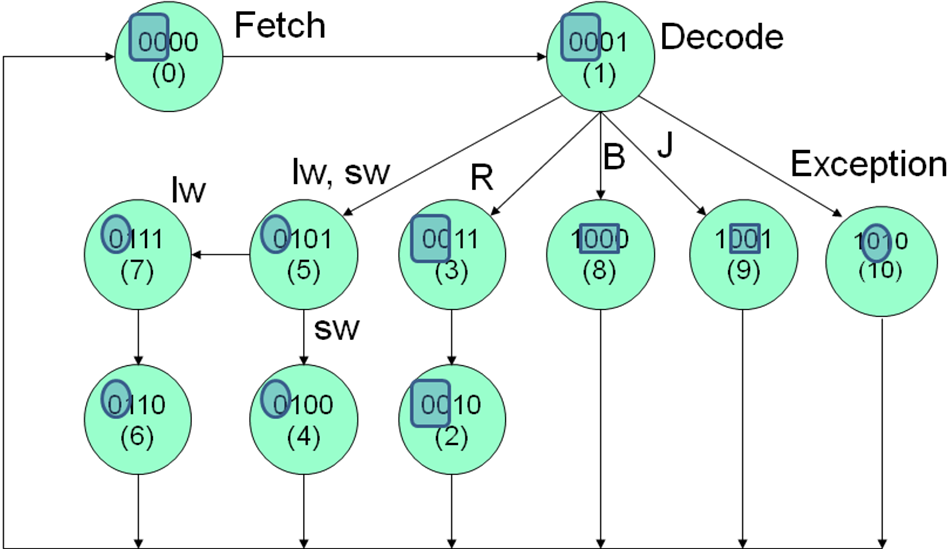 Fetch
0000
(0)
0001
(1)
Decode
lw, sw
R
B
J
Exception
lw
0111
(7)
0101
(5)
0011
(3)
1000
(8)
1001
(9)
1010
(10)
sw
0110
(6)
0100
(4)
0010
(2)